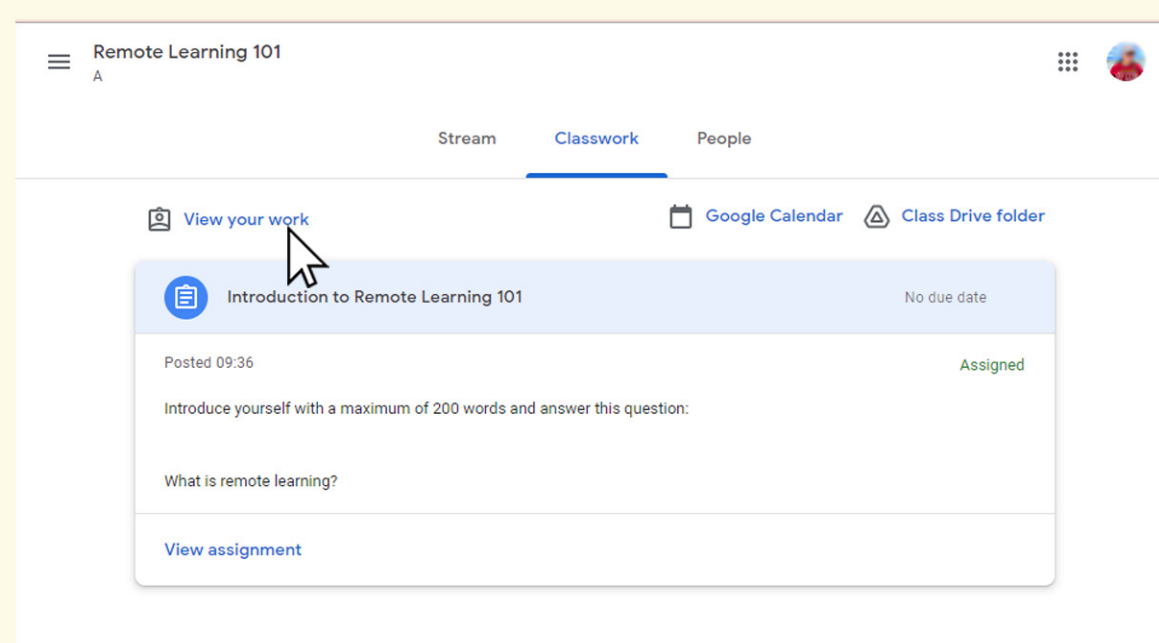 Remote Learning 101
A
Stream Classwork People
View your work Google Calendar Class Drive folder
Introduction to Remote Learning 101 No due date
Posted 09:36 Assigned
Introduce yourself with a maximum of 200 words and answer this question:
What is remote learning?
View assignment